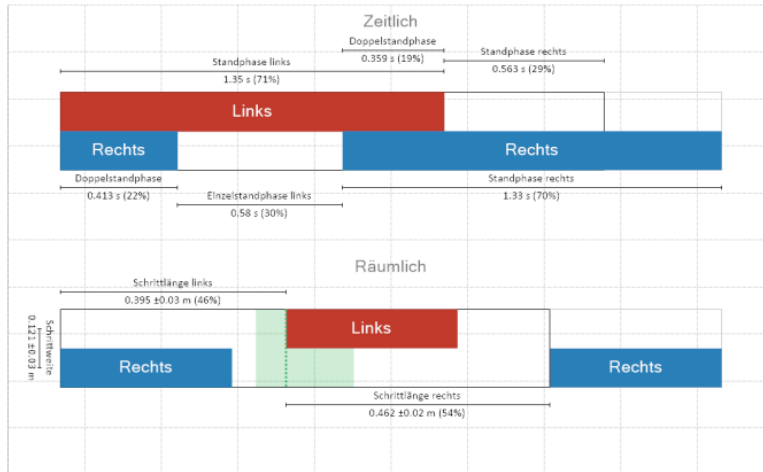 Zeitlich
Doppelstandphase
0.359 s (19%)
Standphase links
1.35 s (71%)
Standphase rechts
0.563 s (29%)
Links
Rechts
Rechts
Doppelstandphase
0.413 s (22%)
Einzelstandphase links
0.58 s (30%)
Standphase rechts
1.33 s (70%)
Räumlich
Schrittlänge links
0.395 ±0.03 m (46%)
Schrittweite
0.121 ±0.03 m
Links
Rechts
Rechts
Schrittlänge rechts
0.462 ±0.02 m (54%)